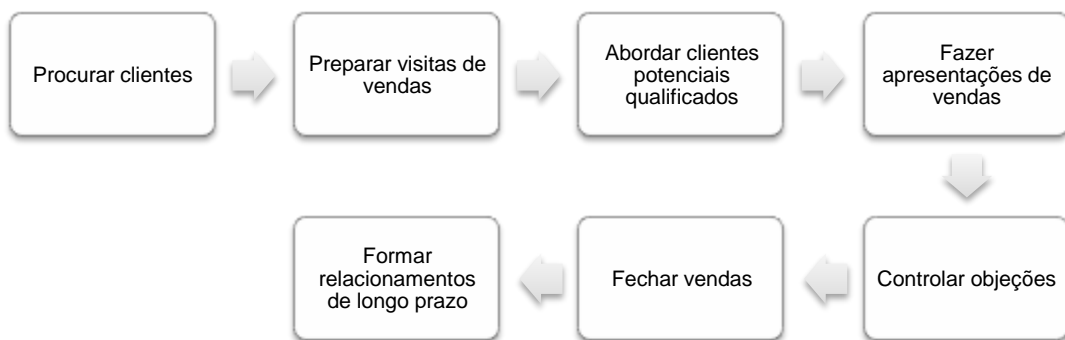 Procurar clientes
Preparar visitas de
vendas
Abordar clientes
potenciais
qualificados
Fazer
apresentações de
vendas
Controlar objeções
Fechar vendas
Formar
relacionamentos
de longo prazo